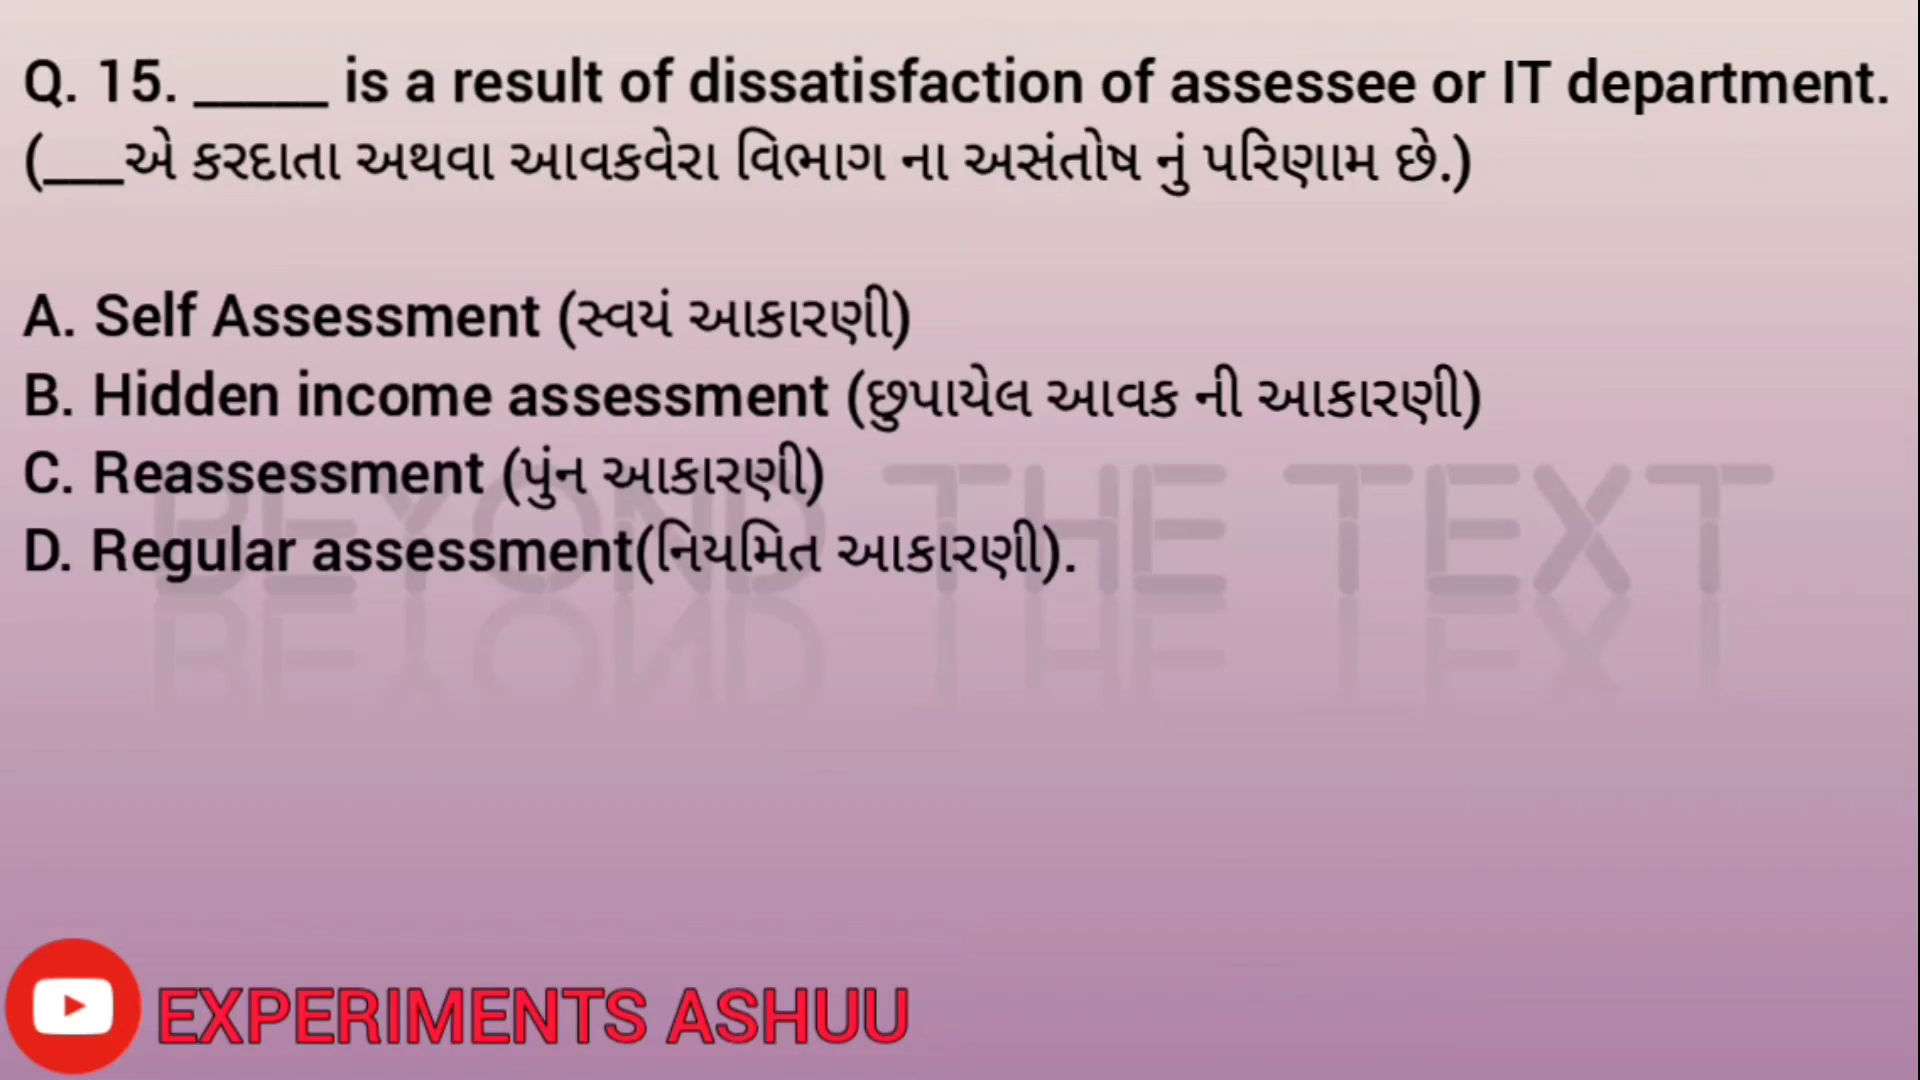 Q. 15. _____ is a result of dissatisfaction of assessee or IT department.
(___એ કરદાતા અથવા આવકવેરા વિભાગ ના અસંતોષ નું પરિણામ છે.)
A. Self Assessment (સ્વયં આકારણી)
B. Hidden income assessment (છુપાયેલ આવક ની આકારણી)
C. Reassessment (પુંન આકારણી)
D. Regular assessment(નિયમિત આકારણી).
BEYOND THE TEXT
EXPERIMENTS ASHUU